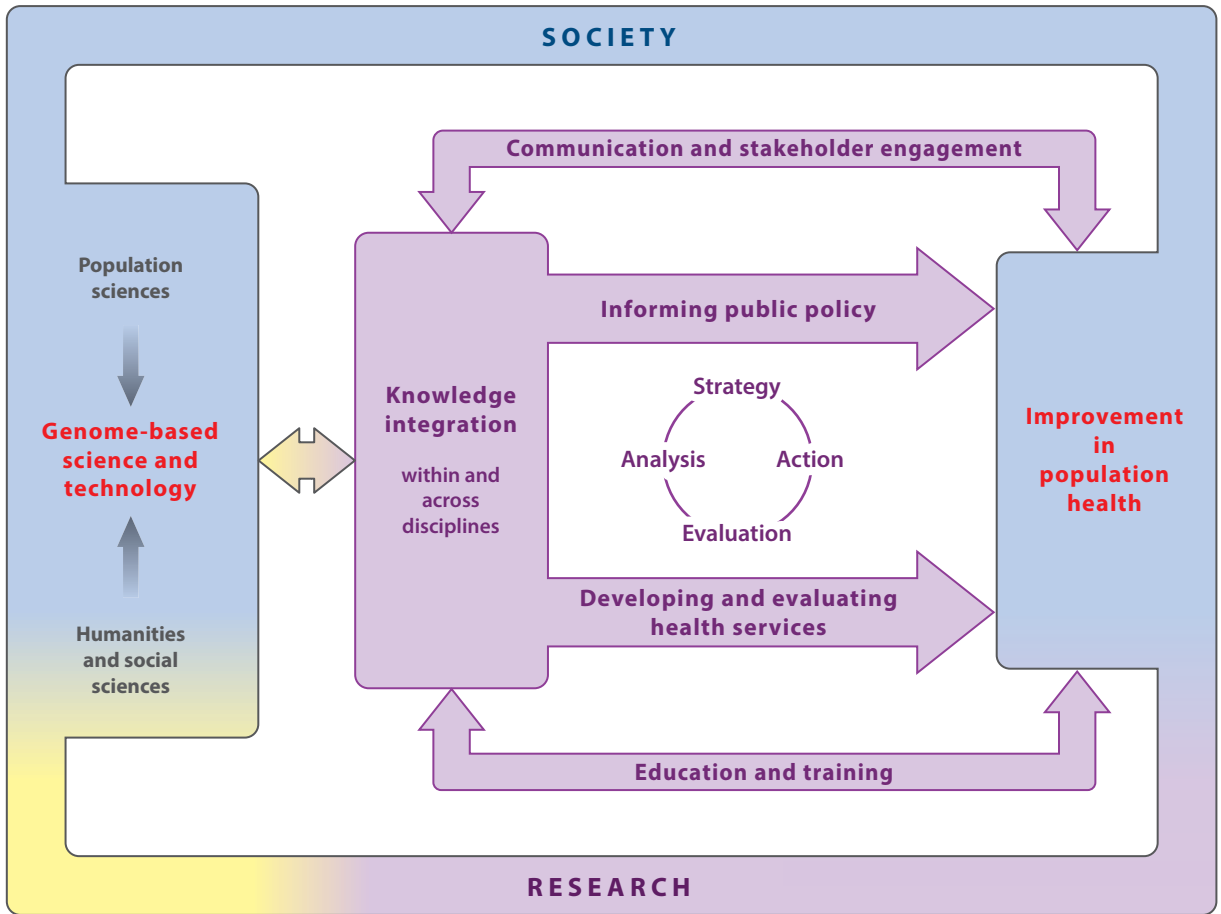 SOCIETY
Communication and stakeholder engagement
Population
sciences
Genome-based
science and
technology
Humanities
and social
sciences
Knowledge
integration
within and
across
disciplines
Informing public policy
Strategy
Analysis
Action
Evaluation
Developing and evaluating
health services
Improvement
in
population
health
Education and training
RESEARCH